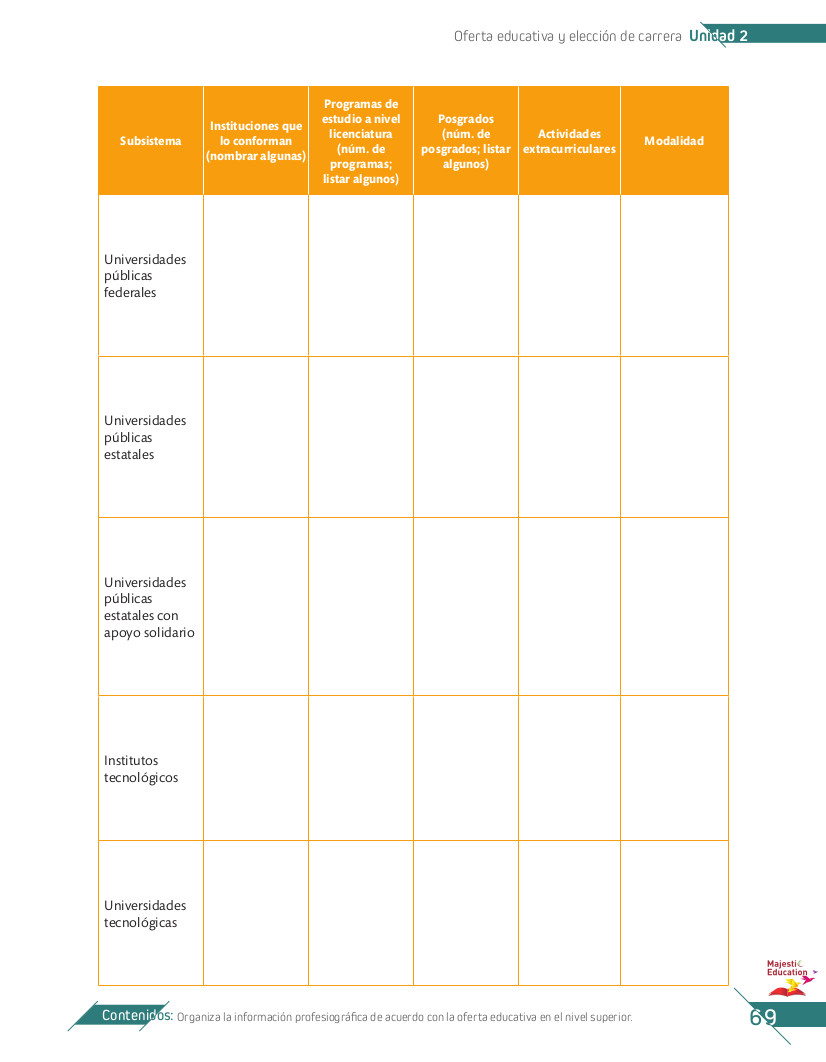 Oferta educativa y elección de carrera Unidad 2
Subsistema
Instituciones que
lo conforman
(nombrar algunas)
Programas de
estudio a nivel
licenciatura
(núm. de
programas;
listar algunos)
Posgrados
(núm. de
posgrados; listar
algunos)
Actividades
extracurriculares
Modalidad
Universidades
públicas
federales
Universidades
públicas
estatales
Universidades
públicas
estatales con
apoyo solidario
Institutos
tecnológicos
Universidades
tecnológicas
Majestic
Education
Contenidos: Organiza la información profesiográfica de acuerdo con la oferta educativa en el nivel superior.
69